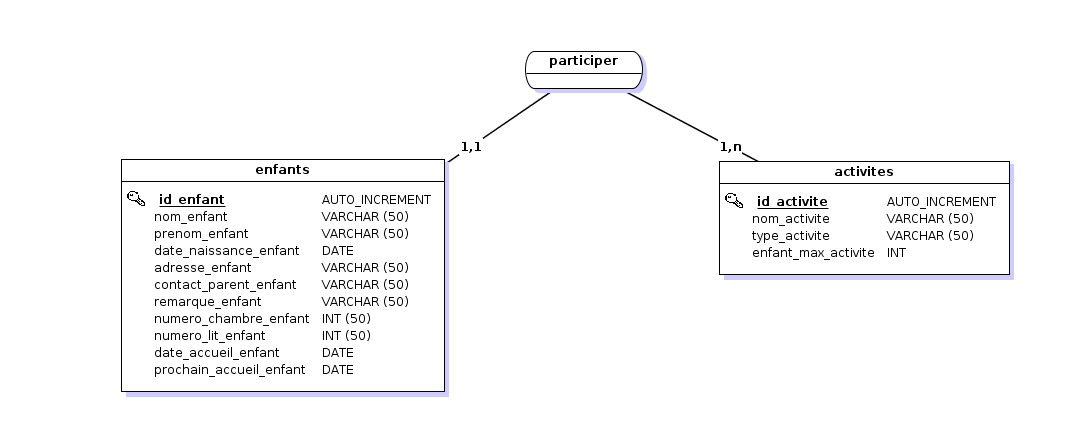 participer
1,1
1,n
enfants
id_enfant AUTO_INCREMENT
nom_enfant VARCHAR (50)
prenom_enfant VARCHAR (50)
date_naissance_enfant DATE
adresse_enfant VARCHAR (50)
contact_parent_enfant VARCHAR (50)
remarque_enfant VARCHAR (50)
numero_chambre_enfant INT (50)
numero_lit_enfant INT (50)
date_accueil_enfant DATE
prochain_accueil_enfant DATE
activites
id_activite AUTO_INCREMENT
nom_activite VARCHAR (50)
type_activite VARCHAR (50)
enfant_max_activite INT